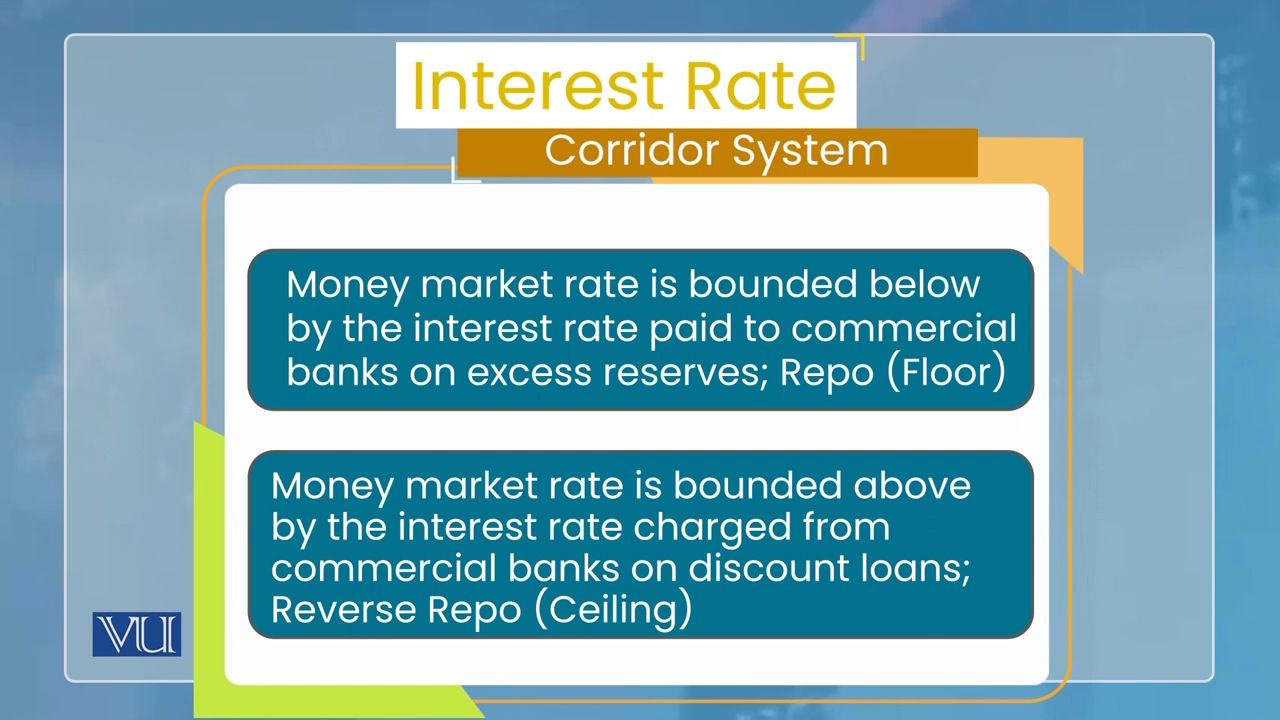 Interest Rate
Corridor System
Money market rate is bounded below
by the interest rate paid to commercial
banks on excess reserves; Repo (Floor)
Money market rate is bounded above
by the interest rate charged from
commercial banks on discount loans;
Reverse Repo (Ceiling)
VU